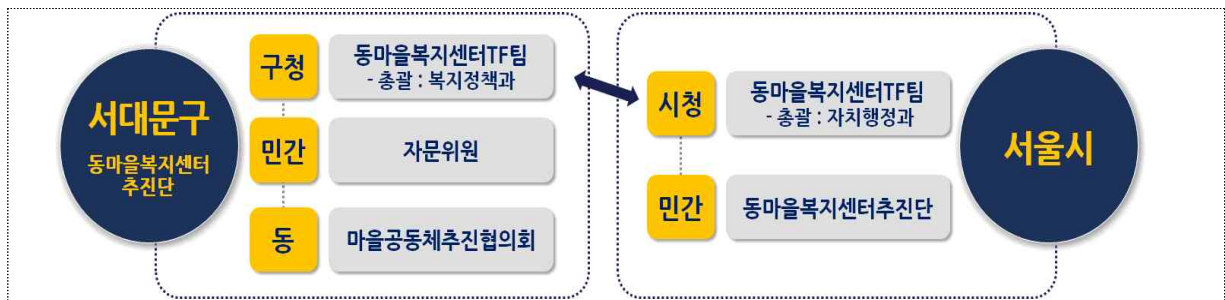 서대문구
동마을복지센터
추진단
구청
동마을복지센터TF팀
- 총괄 : 복지정책과
민간
자문위원
동
마을공동체추진협의회
시청
동마을복지센터TF팀
- 총괄 : 자치행정과
민간
동마을복지센터추진단
서울시